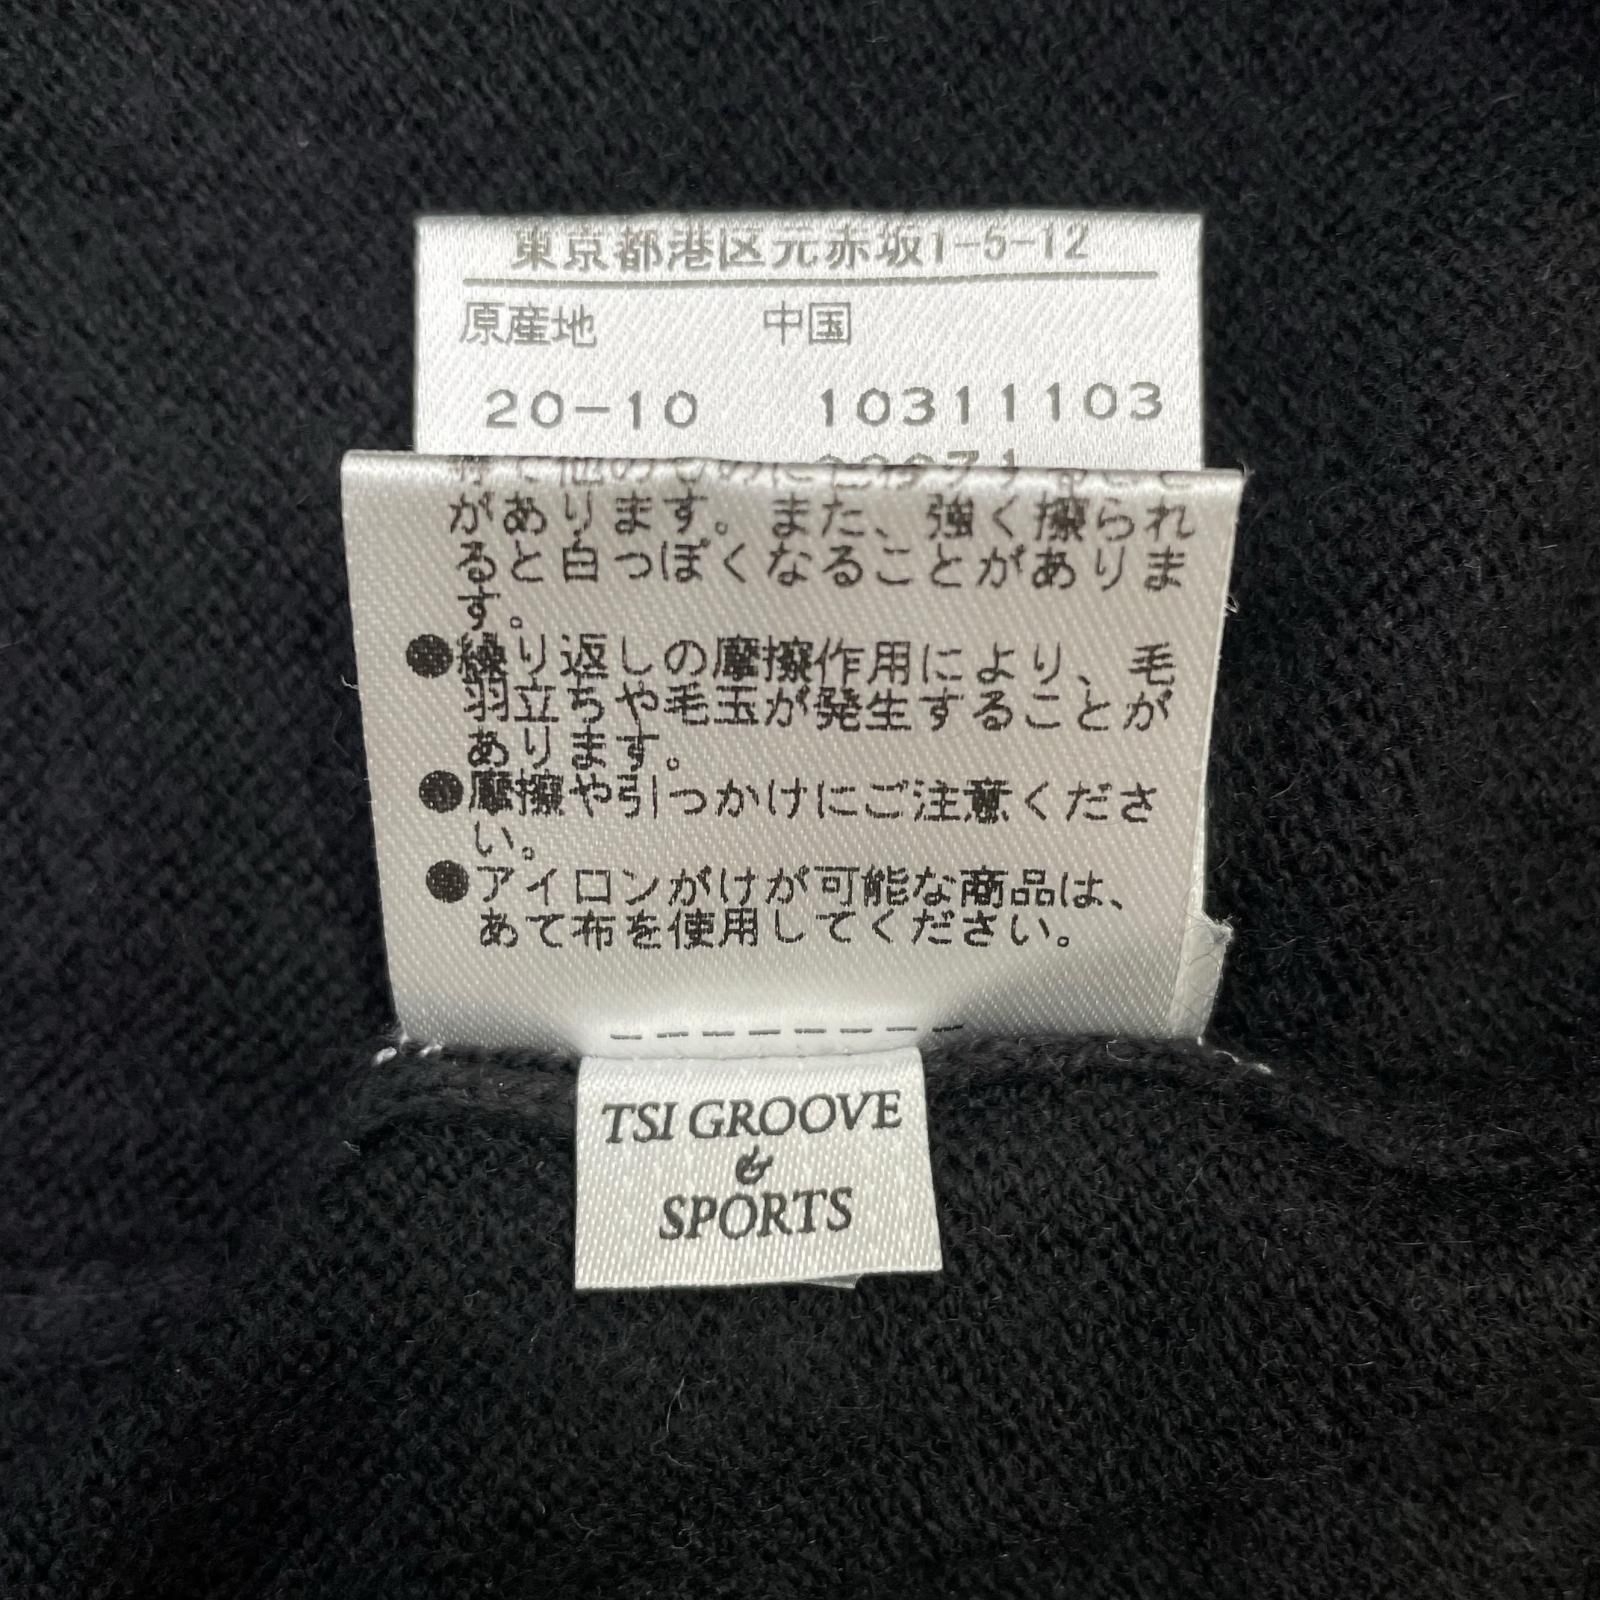 東京都港区元赤坂1-5-12
原産地 中国
20-10 10311103
があります。また、強く擦られ
ると白っぽくなることがありま
す。
●繰り返しの摩擦作用により、毛
羽立ちや毛玉が発生することが
あります。
●摩擦や引っかけにご注意くださ
い。
●アイロンがけが可能な商品は、
あて布を使用してください。
TSI GROOVE
&
SPORTS